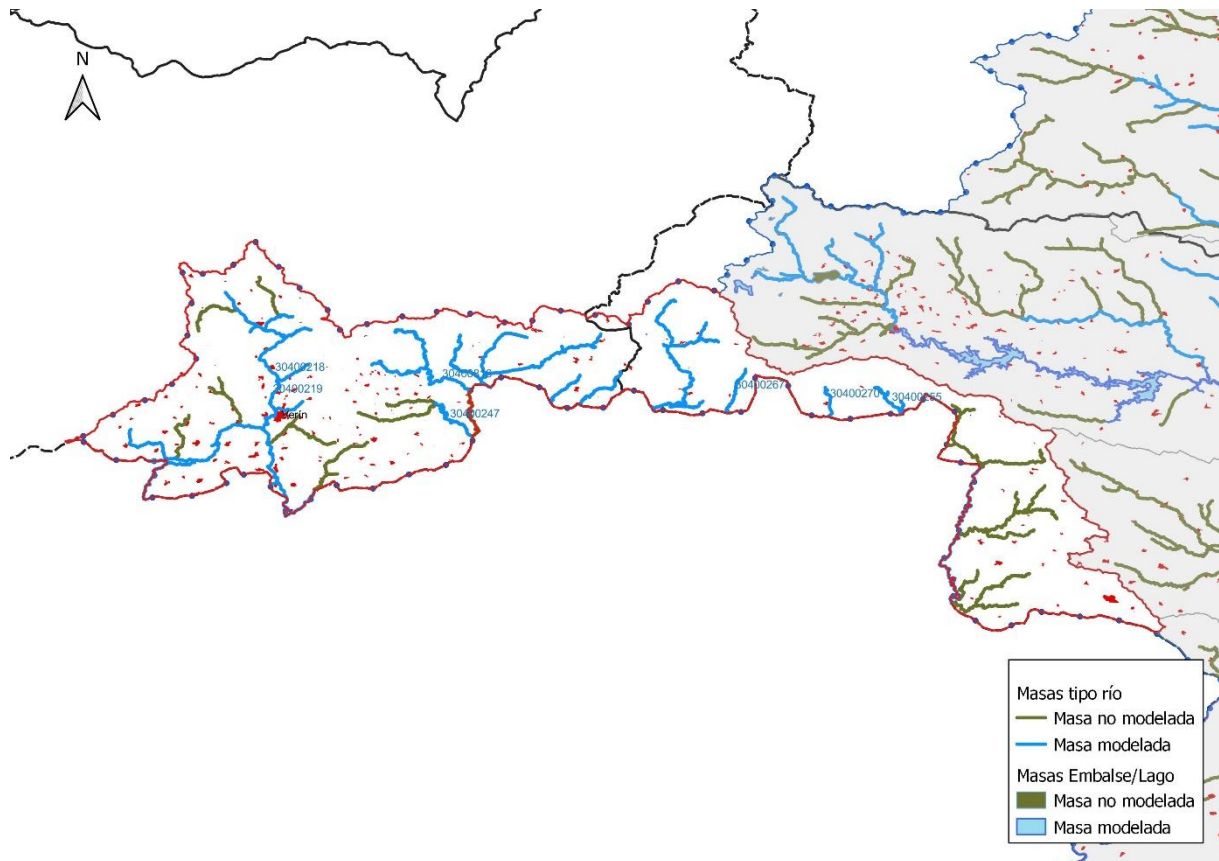 N
30400218
30400219
Verín
30400247
30400267
30400270
30400255
Masas tipo río
Masa no modelada
Masa modelada
Masas Embalse/Lago
Masa no modelada
Masa modelada